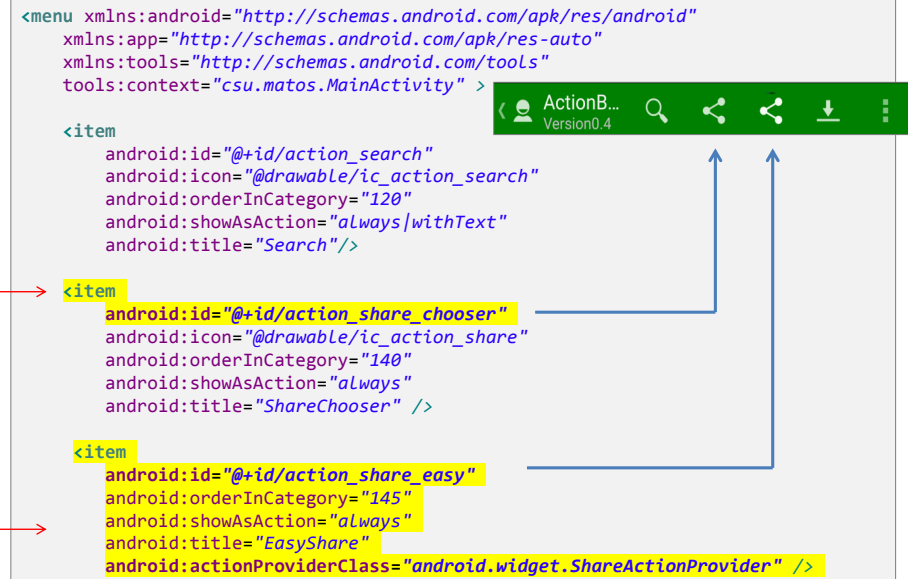 <menu xmlns:android="http://schemas.android.com/apk/res/android"
xmlns:app="http://schemas.android.com/apk/res-auto"
xmlns:tools="http://schemas.android.com/tools"
tools:context="csu.matos.MainActivity" >
ActionB...
Version0.4
<item
android:id="@+id/action_search"
android:icon="@drawable/ic_action_search"
android:orderInCategory="120"
android:showAsAction="always|withText"
android:title="Search"/>
<item
android:id="@+id/action_share_chooser"
android:icon="@drawable/ic_action_share"
android:orderInCategory="140"
android:showAsAction="always"
android:title="ShareChooser" />
<item
android:id="@+id/action_share_easy"
android:orderInCategory="145"
android:showAsAction="always"
android:title="EasyShare"
android:actionProviderClass="android.widget.ShareActionProvider" />